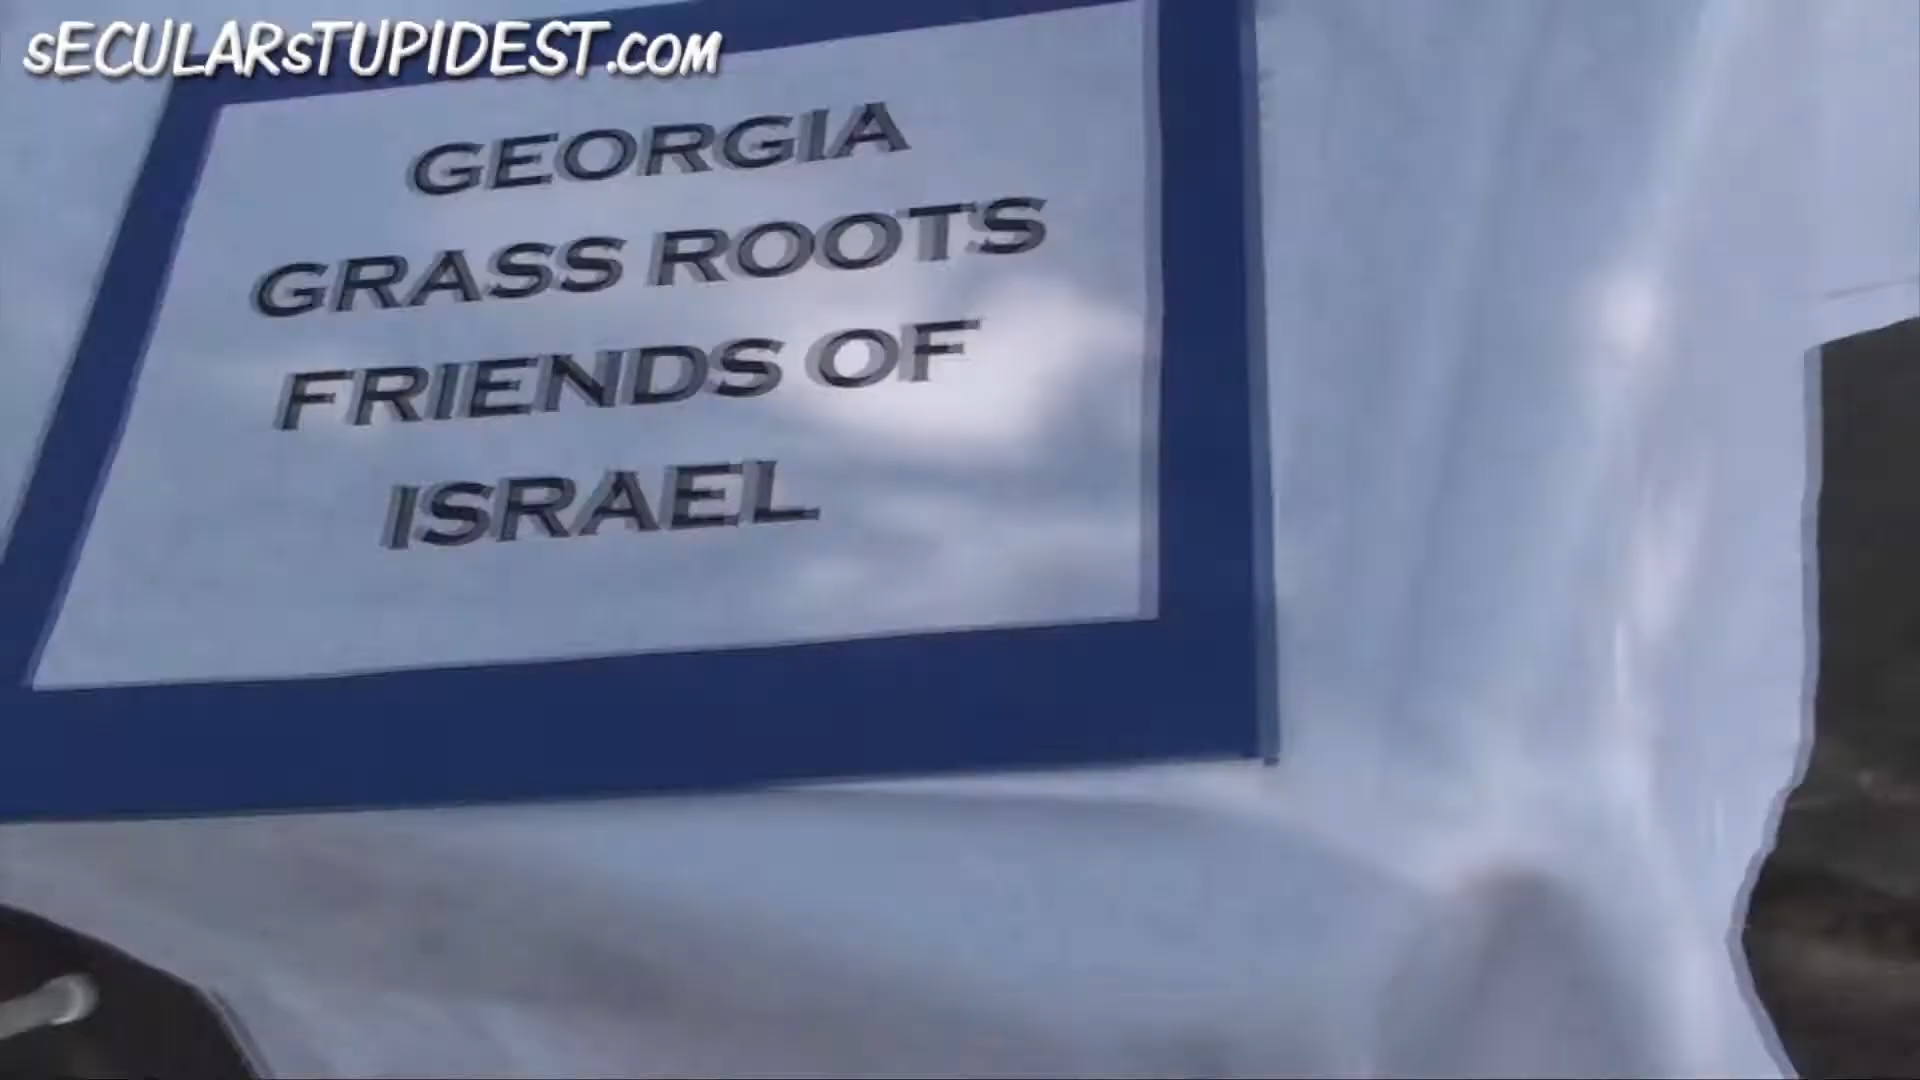 sECULARsTUPIDEST.com
GEORGIA
GRASS ROOTS
FRIENDS OF
ISRAEL